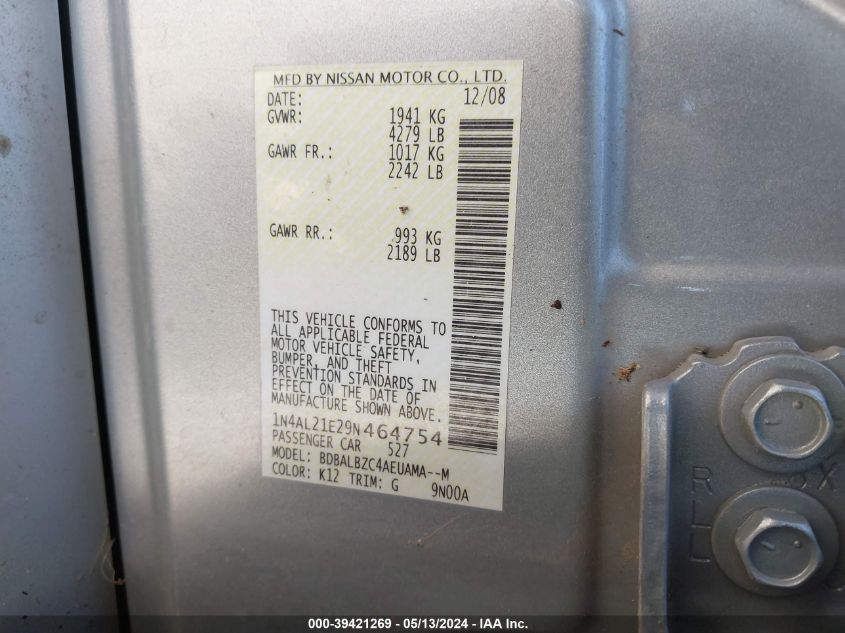 MFD BY NISSAN MOTOR CO., LTD.
DATE: 12/08
GVWR: 1941 KG
4279 LB
GAWR FR.: 1017 KG
2242 LB
GAWR RR.: 993 KG
2189 LB
THIS VEHICLE CONFORMS TO
ALL APPLICABLE FEDERAL
MOTOR VEHICLE SAFETY,
BUMPER, AND THEFT
PREVENTION STANDARDS IN
EFFECT ON THE DATE OF
MANUFACTURE SHOWN ABOVE.
1N4AL21E29N464754
PASSENGER CAR 527
MODEL: BDBALBZC4AEUAMA--M
COLOR: K12 TRIM: G 9N00A
RLL
000-39421269 - 05/13/2024 - IAA Inc.